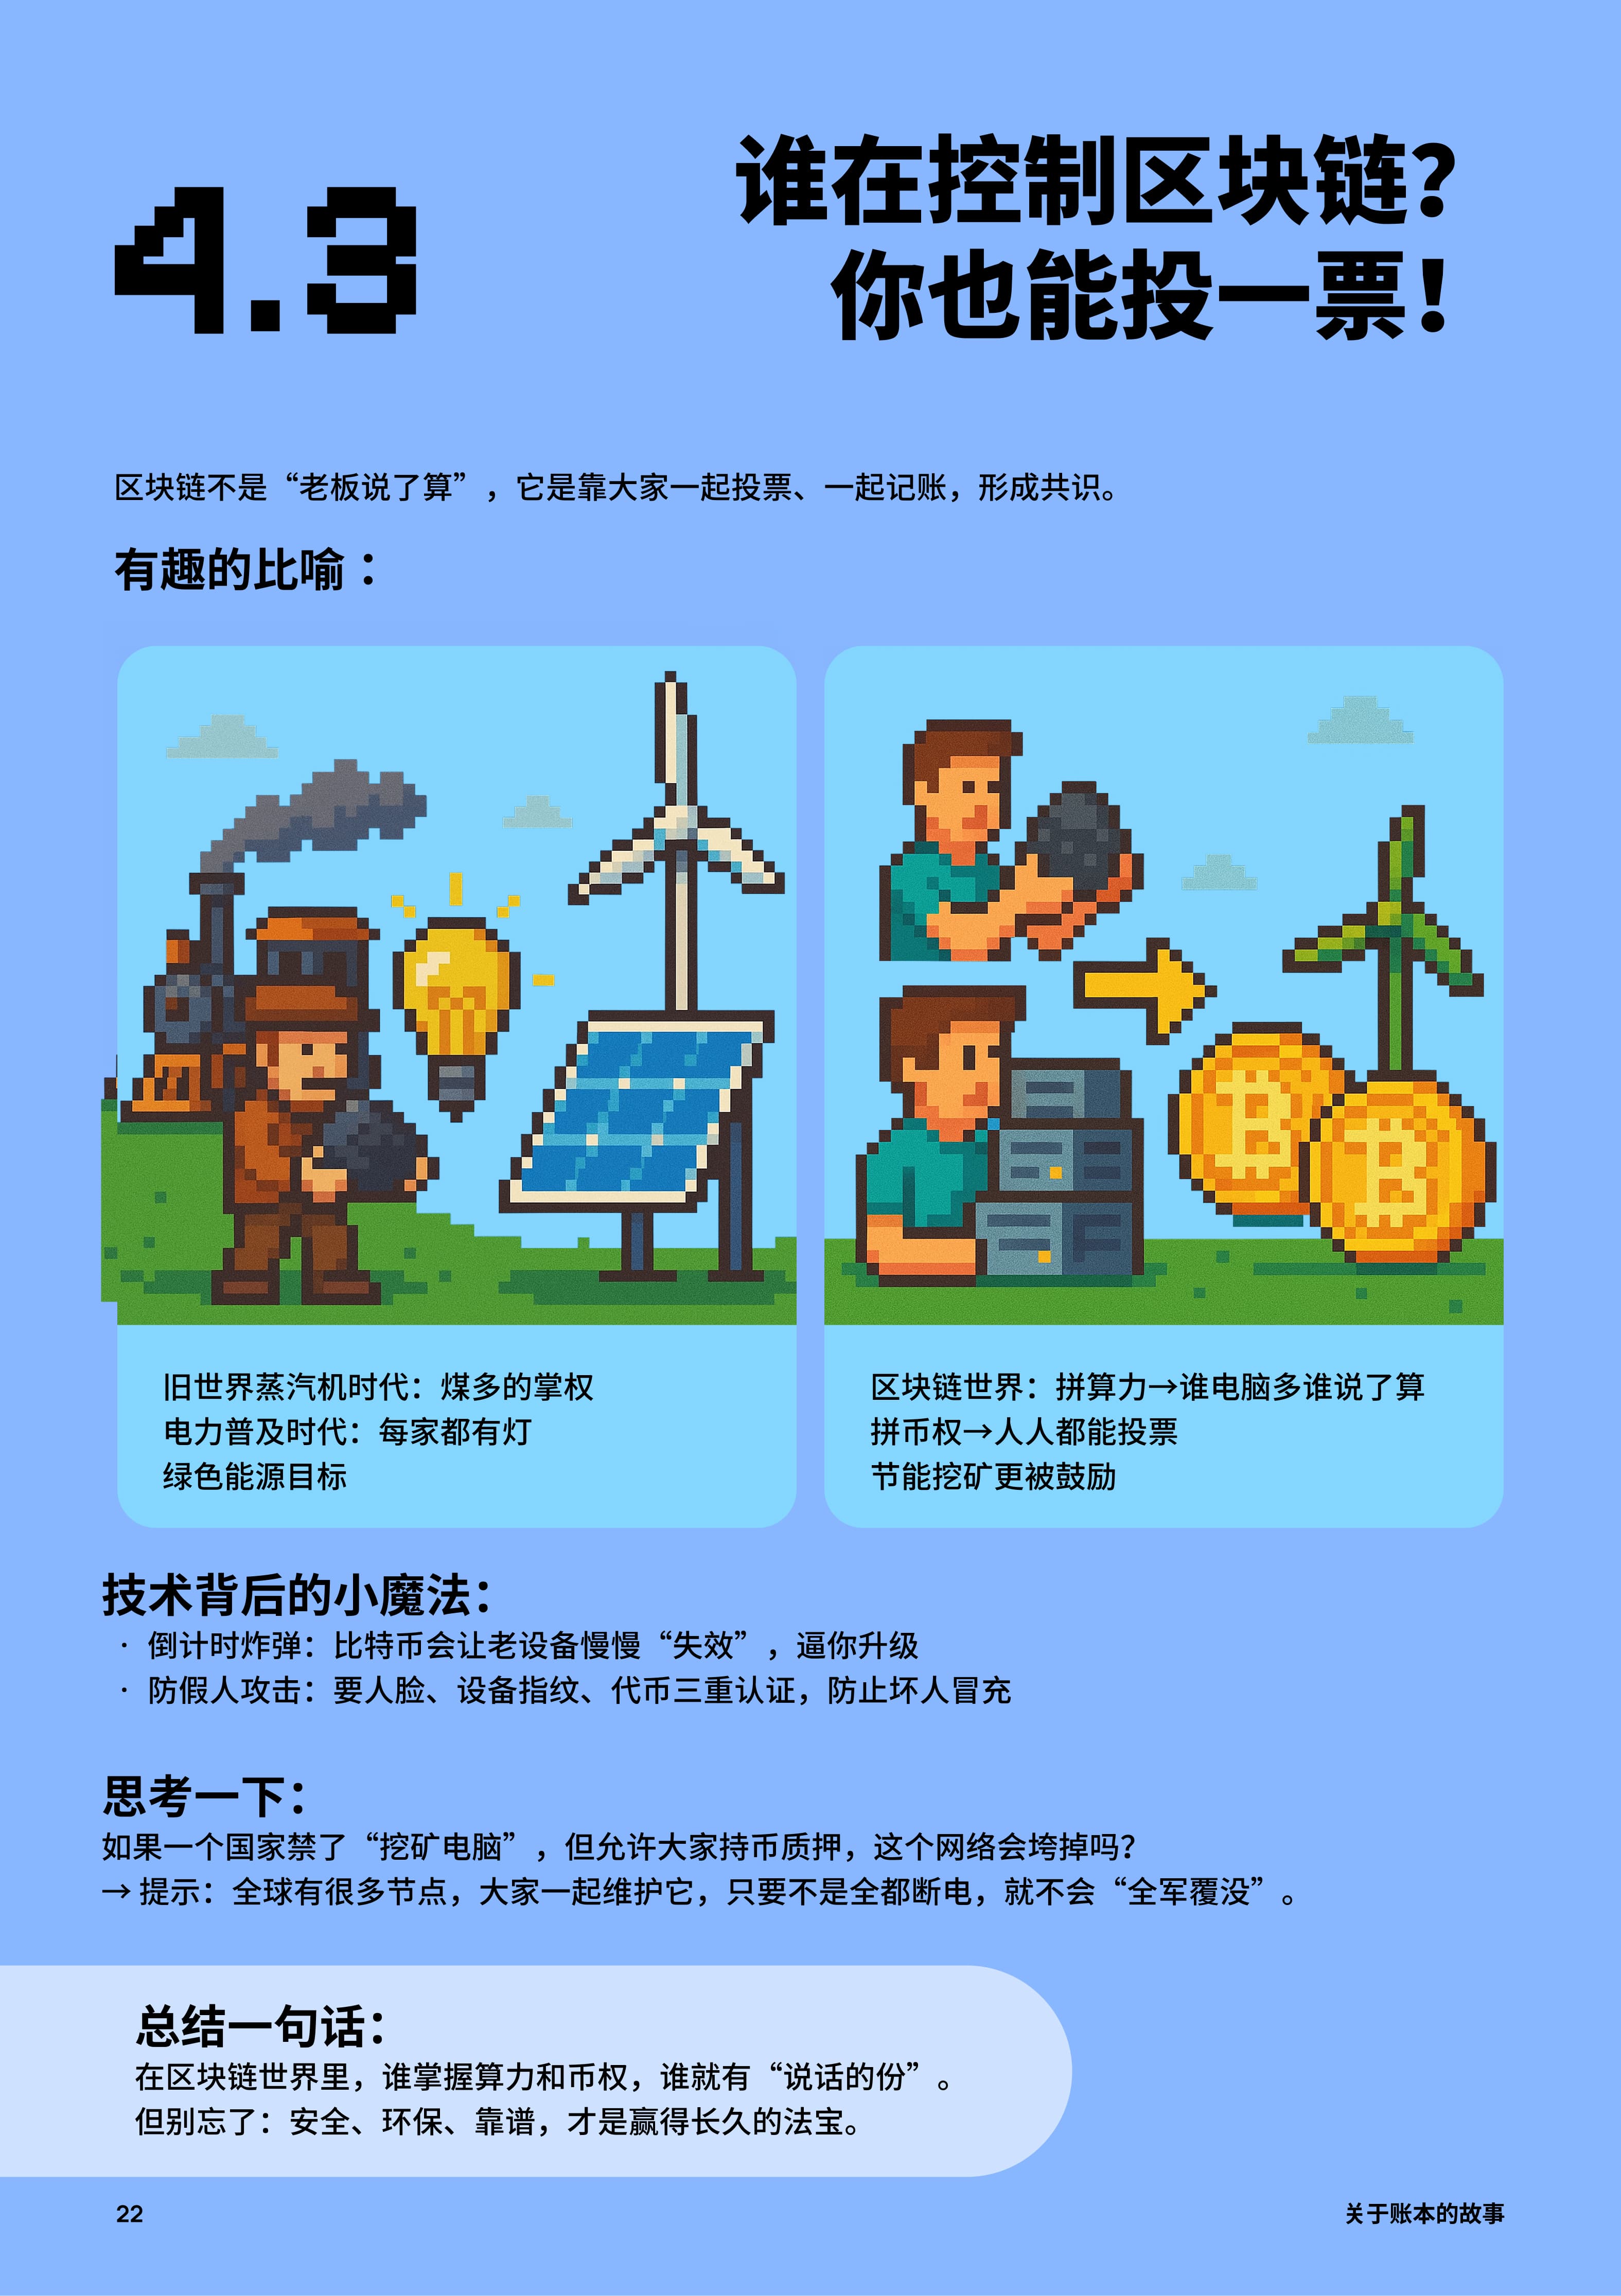 4.3
谁在控制区块链？
你也能投一票！
区块链不是“老板说了算”，它是靠大家一起投票、一起记账，形成共识。
有趣的比喻：
旧世界蒸汽机时代：煤多的掌权
电力普及时代：每家都有灯
绿色能源目标
区块链世界：拼算力→谁电脑多谁说了算
拼币权→人人都能投票
节能挖矿更被鼓励
技术背后的小魔法：
· 倒计时炸弹：比特币会让老设备慢慢“失效”，逼你升级
· 防假人攻击：要人脸、设备指纹、代币三重认证，防止坏人冒充
思考一下：
如果一个国家禁了“挖矿电脑”，但允许大家持币质押，这个网络会垮掉吗？
→ 提示：全球有很多节点，大家一起维护它，只要不是全都断电，就不会“全军覆没”。
总结一句话：
在区块链世界里，谁掌握算力和币权，谁就有“说话的份”。
但别忘了：安全、环保、靠谱，才是赢得长久的法宝。
22
关于账本的故事